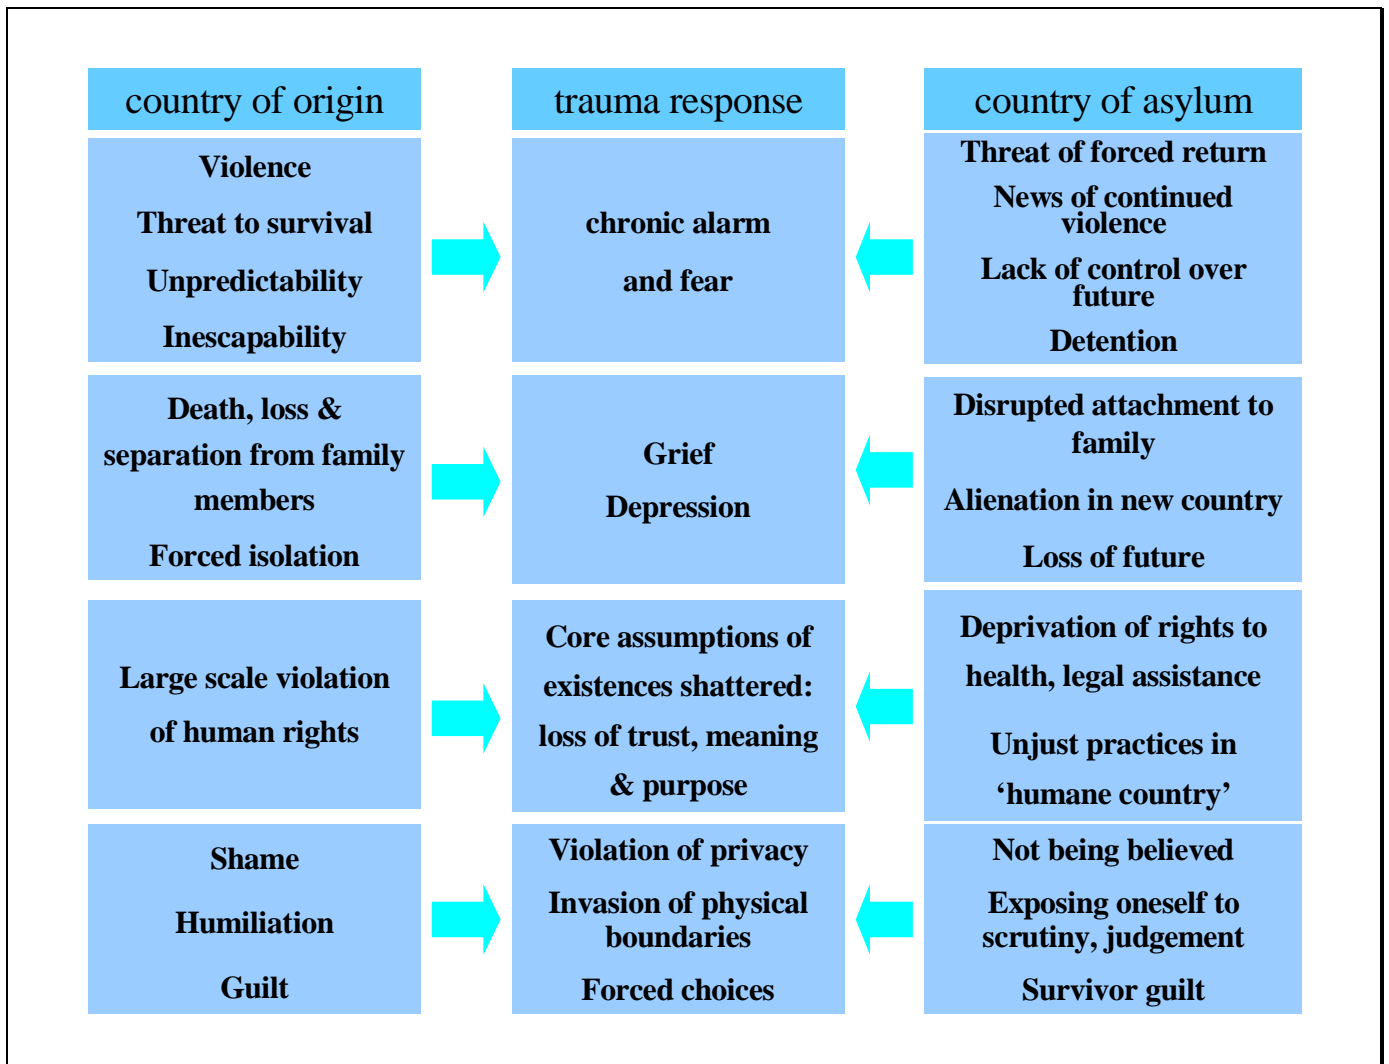 country of origin
trauma response
country of asylum
Violence
Threat to survival
Unpredictability
Inescapability
chronic alarm
and fear
Threat of forced return
News of continued
violence
Lack of control over
future
Detention
Death, loss &
separation from family
members
Forced isolation
Grief
Depression
Disrupted attachment to
family
Alienation in new country
Loss of future
Large scale violation
of human rights
Core assumptions of
existences shattered:
loss of trust, meaning
& purpose
Deprivation of rights to
health, legal assistance
Unjust practices in
‘humane country’
Shame
Humiliation
Guilt
Violation of privacy
Invasion of physical
boundaries
Forced choices
Not being believed
Exposing oneself to
scrutiny, judgement
Survivor guilt